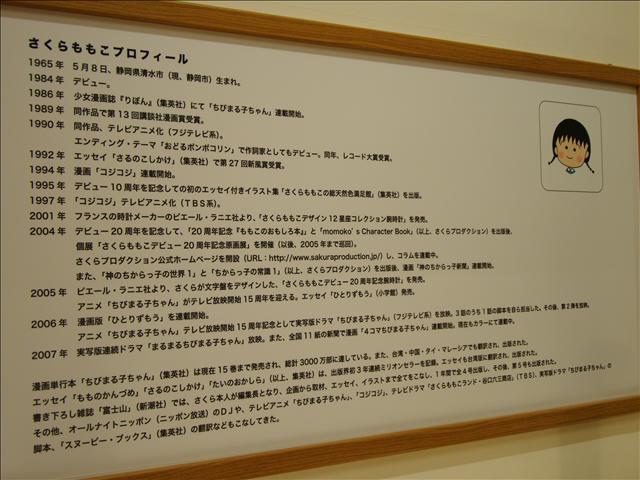 さくらももこプロフィール
1965年 5月8日、静岡県清水市（現、静岡市）生まれ。
1984年 デビュー。
1986年 少女漫画誌『りぼん』（集英社）にて「ちびまる子ちゃん」連載開始。
1989年 同作品で第13回講談社漫画賞受賞。
1990年 同作品、テレビアニメ化（フジテレビ系）。
エンディング・テーマ「おどるポンポコリン」で作詞家としてもデビュー。同年、レコード大賞受賞。
1992年 エッセイ「さるのこしかけ」（集英社）で第27回新風賞受賞。
1994年 漫画「コジコジ」連載開始。
1995年 デビュー10周年を記念しての初のエッセイ付きイラスト集「さくらももこの総天然色満足館」（集英社）を出版。
1997年 「コジコジ」テレビアニメ化（TBS系）。
2001年 フランスの時計メーカーのピエール・ラニエ社より、「さくらももこデザイン12星座コレクション腕時計」を発売。
2004年 デビュー20周年を記念して、「20周年記念『ももこのおもしろ本』」と「momoko's Character Book」（以上、さくらプロダクション）を出版後、
個展「さくらももこデビュー20周年記念原画展」を開催（以後、2005年まで巡回）。
さくらプロダクション公式ホームページを開設（URL：http://www.sakuraproduction.jp/）し、コラムを連載中。
また、「神のちからっ子の世界1」と「ちからっ子の常識1」（以上、さくらプロダクション）を出版後、漫画「神のちからっ子新聞」連載開始。
2005年 ピエール・ラニエ社より、さくらが文字盤をデザインした、「さくらももこデビュー20周年記念腕時計」を発売。
アニメ「ちびまる子ちゃん」がテレビ放映開始15周年を迎える。エッセイ「ひとりずもう」（小学館）発売。
2006年 漫画版「ひとりずもう」を連載開始。
アニメ「ちびまる子ちゃん」テレビ放映開始15周年として実写版ドラマ「ちびまる子ちゃん」（フジテレビ系）を放映。3話のうち1話の脚本を自ら担当した。その後、第2弾を放映。
2007年 実写版連続ドラマ「まるまるちびまる子ちゃん」放映。また、全国11紙の新聞で漫画「4コマちびまる子ちゃん」連載開始。現在もカラーにて連載中。
漫画単行本「ちびまる子ちゃん」（集英社）は現在15巻まで発売され、総計3000万部に達している。また、台湾・中国・タイ・マレーシアでも翻訳され、出版された。
エッセイ「もものかんづめ」「さるのこしかけ」「たいのおかしら」（以上、集英社）は、出版界初3年連続ミリオンセラーを記録。エッセイも台湾版に翻訳され、出版された。
書き下ろし雑誌「富士山」（新潮社）では、さくら本人が編集長となり、企画から取材、エッセイ、イラストまで全てをこなし、1年間で全4号出版し、その後、第5号も出版された。
その他、オールナイトニッポン（ニッポン放送）のDJや、テレビアニメ「ちびまる子ちゃん」、「コジコジ」、テレビドラマ「さくらももこランド・谷口六三商店」（TBS）、実写版ドラマ「ちびまる子ちゃん」の
脚本、「スヌーピー・ブックス」（集英社）の翻訳などもこなしてきた。